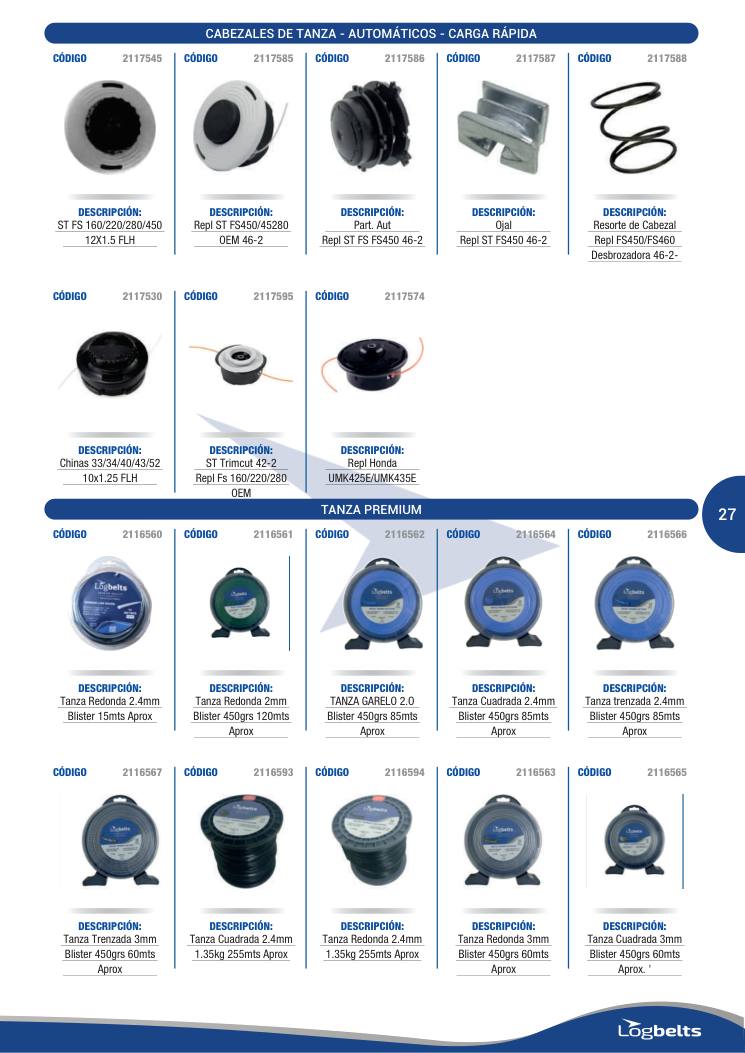 CABEZALES DE TANZA - AUTOMÁTICOS - CARGA RÁPIDA
CÓDIGO 2117545
DESCRIPCIÓN:
ST FS 160/220/280/450
12X1.5 FLH
CÓDIGO 2117585
DESCRIPCIÓN:
Repl ST FS450/45280
OEM 46-2
CÓDIGO 2117586
DESCRIPCIÓN:
Part. Aut
Repl ST FS FS450 46-2
CÓDIGO 2117587
DESCRIPCIÓN:
Ojal
Repl ST FS450 46-2
CÓDIGO 2117588
DESCRIPCIÓN:
Resorte de Cabezal
Repl FS450/FS460
Desbrozadora 46-2-
CÓDIGO 2117530
DESCRIPCIÓN:
Chinas 33/34/40/43/52
10x1.25 FLH
CÓDIGO 2117595
DESCRIPCIÓN:
ST Trimcut 42-2
Repl Fs 160/220/280
OEM
CÓDIGO 2117574
DESCRIPCIÓN:
Repl Honda
UMK425E/UMK435E
27
TANZA PREMIUM
CÓDIGO 2116560
Logbelts
DESCRIPCIÓN:
Tanza Redonda 2.4mm
Blister 15mts Aprox
CÓDIGO 2116561
Logbelts
DESCRIPCIÓN:
Tanza Redonda 2mm
Blister 450grs 120mts
Aprox
CÓDIGO 2116562
Logbelts
DESCRIPCIÓN:
TANZA GARELO 2.O
Blister 450grs 85mts
Aprox
CÓDIGO 2116564
Logbelts
DESCRIPCIÓN:
Tanza Cuadrada 2.4mm
Blister 450grs 85mts
Aprox
CÓDIGO 2116566
Logbelts
DESCRIPCIÓN:
Tanza trenzada 2.4mm
Blister 450grs 85mts
Aprox
CÓDIGO 2116567
Logbelts
DESCRIPCIÓN:
Tanza Trenzada 3mm
Blister 450grs 60mts
Aprox
CÓDIGO 2116593
Logbelts
DESCRIPCIÓN:
Tanza Cuadrada 2.4mm
1.35kg 255mts Aprox
CÓDIGO 2116594
Logbelts
DESCRIPCIÓN:
Tanza Redonda 2.4mm
1.35kg 255mts Aprox
CÓDIGO 2116563
Logbelts
DESCRIPCIÓN:
Tanza Redonda 3mm
Blister 450grs 60mts
Aprox
CÓDIGO 2116565
Logbelts
DESCRIPCIÓN:
Tanza Cuadrada 3mm
Blister 450grs 60mts
Aprox. '
Logbelts